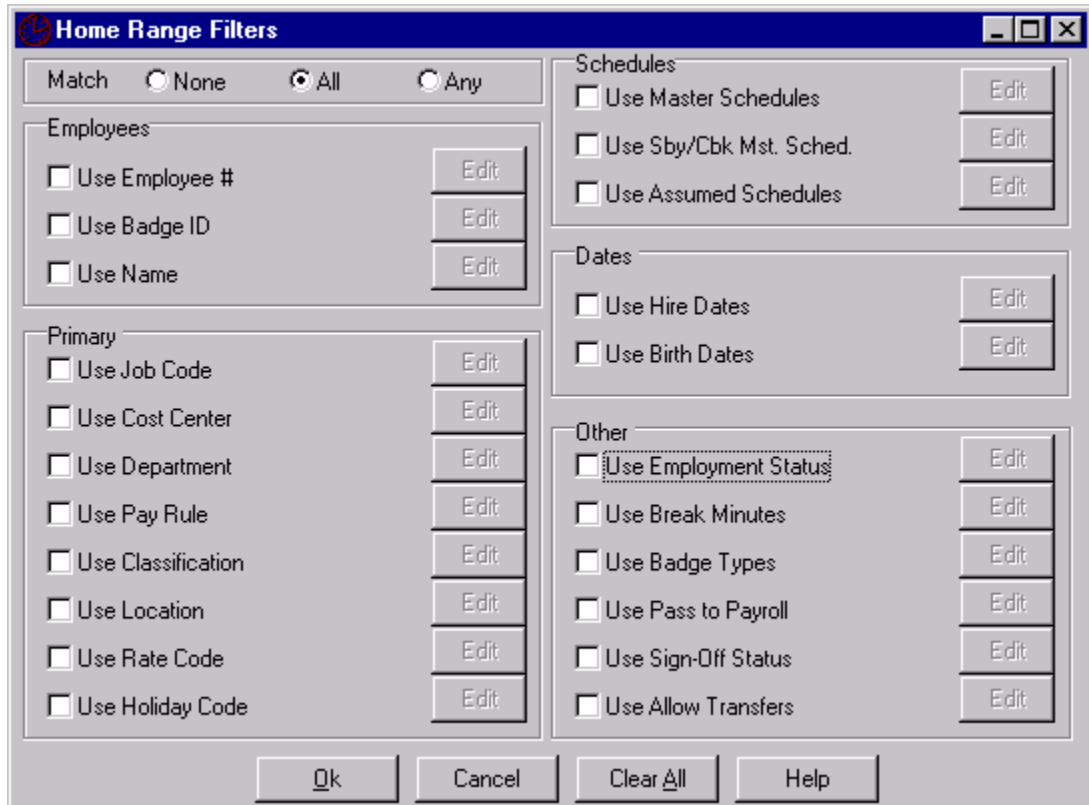 Home Range Filters
Match None All Any
Employees
Use Employee # Edit
Use Badge ID Edit
Use Name Edit
Primary
Use Job Code Edit
Use Cost Center Edit
Use Department Edit
Use Pay Rule Edit
Use Classification Edit
Use Location Edit
Use Rate Code Edit
Use Holiday Code Edit
Schedules
Use Master Schedules Edit
Use Sby/Cbk Mst. Sched. Edit
Use Assumed Schedules Edit
Dates
Use Hire Dates Edit
Use Birth Dates Edit
Other
Use Employment Status Edit
Use Break Minutes Edit
Use Badge Types Edit
Use Pass to Payroll Edit
Use Sign-Off Status Edit
Use Allow Transfers Edit
Ok Cancel Clear All Help